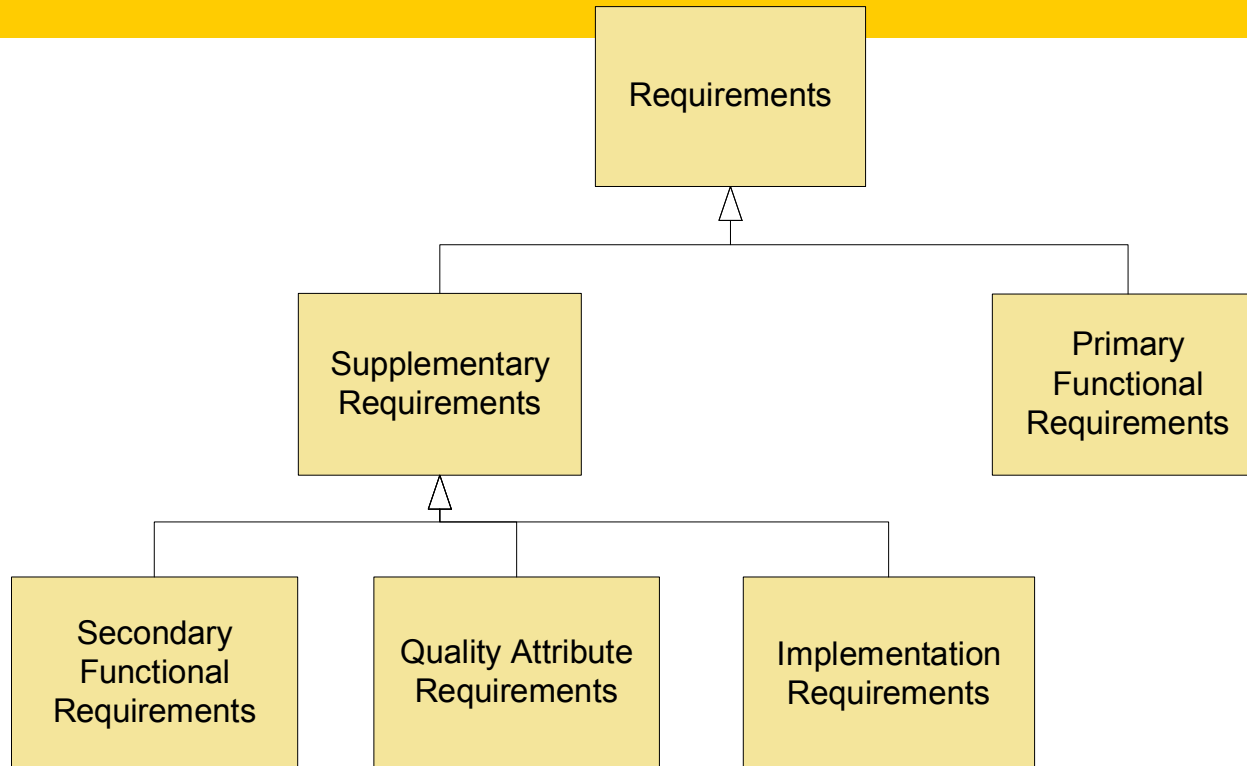 Requirements
Supplementary
Requirements
Primary
Functional
Requirements
Secondary
Functional
Requirements
Quality Attribute
Requirements
Implementation
Requirements